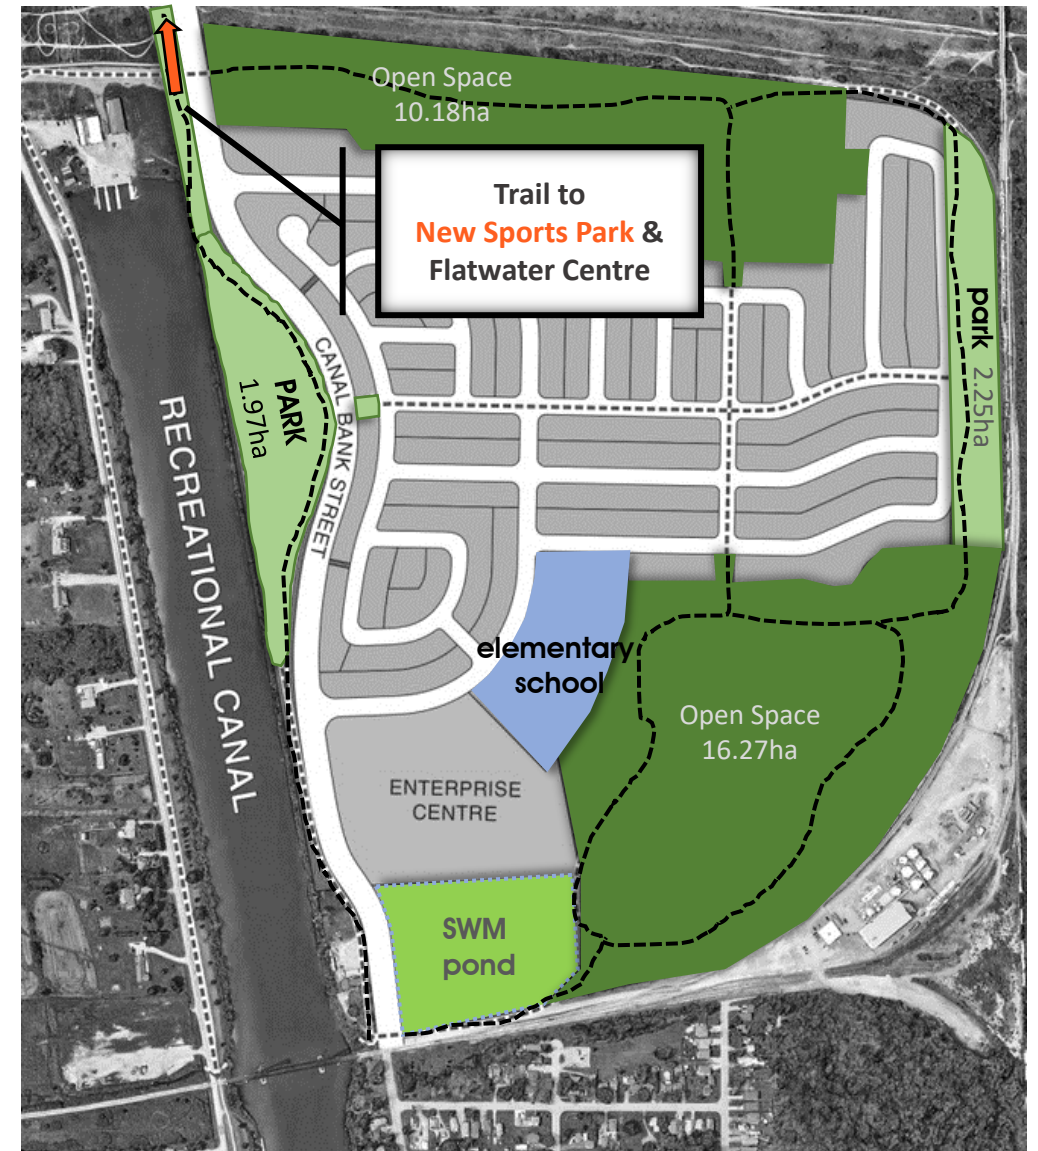 Open Space
10.18ha
Trail to
New Sports Park &
Flatwater Centre
park 2.25ha
CANAL BANK STREET
PARK
1.97ha
RECREATIONAL CANAL
elementary
school
Open Space
16.27ha
ENTERPRISE
CENTRE
SWM
pond